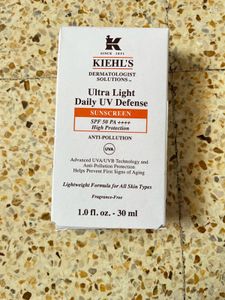 K
SINCE 1851
KIEHL'S
DERMATOLOGIST
SOLUTIONS™
Ultra Light
Daily UV Defense
SUNSCREEN
SPF 50 PA ++++
High Protection
ANTI-POLLUTION
UVA
Advanced UVA/UVB Technology and
Anti-Pollution Protection
Helps Prevent First Signs of Aging
Lightweight Formula for All Skin Types
Fragrance-Free
1.0 fl. oz. - 30 ml